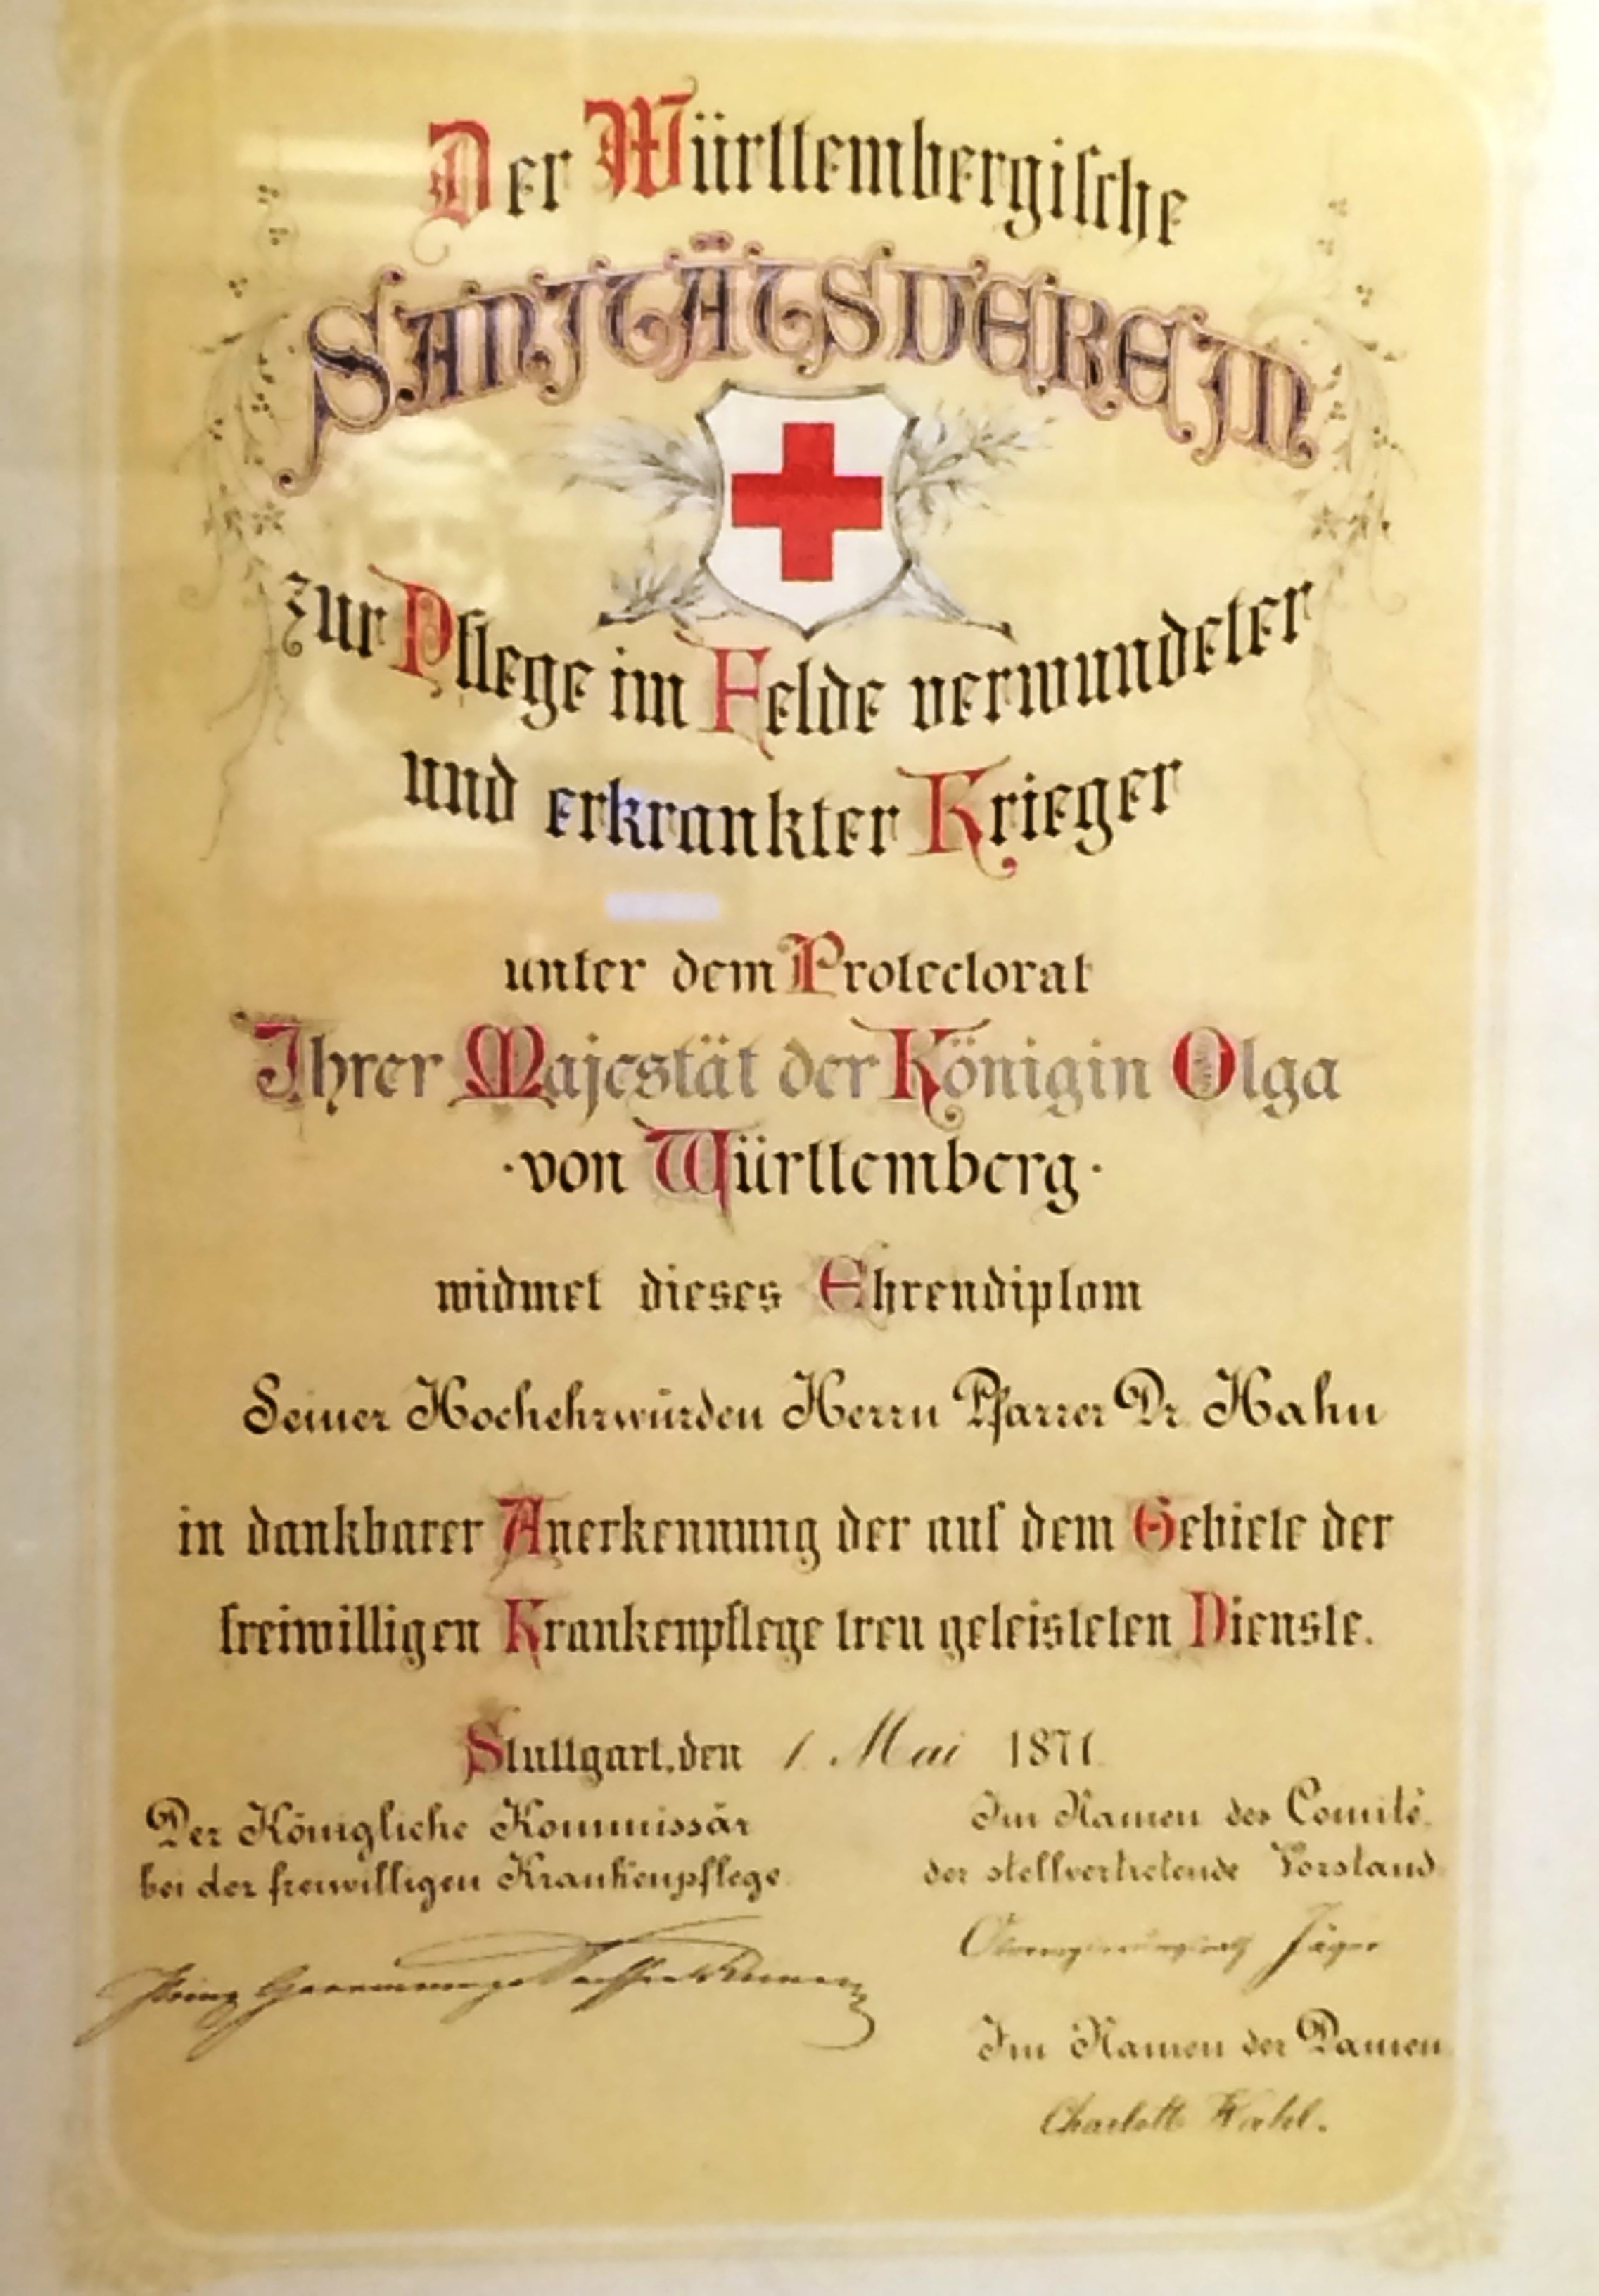 Der Württembergische
SANITÄTSVEREIN
zur Pflege im Felde verwundeter
und erkrankter Krieger
unter dem Protectorat
Ihrer Majestät der Königin Olga
·von Württemberg·
widmet dieses Ehrendiplom
Seiner Hochehrwürden Herrn Pfarrer Dr. Hahn
in dankbarer Anerkennung der auf dem Gebiete der
freiwilligen Krankenpflege treu geleisteten Dienste.
Stuttgart, den 1. Mai 1871.
Der Königliche Kommissär
bei der freiwilligen Krankenpflege
Prinz
Im Namen des Comité.
der stellvertretende Vorstand
Jäger
Im Namen der Damen
Charlotte